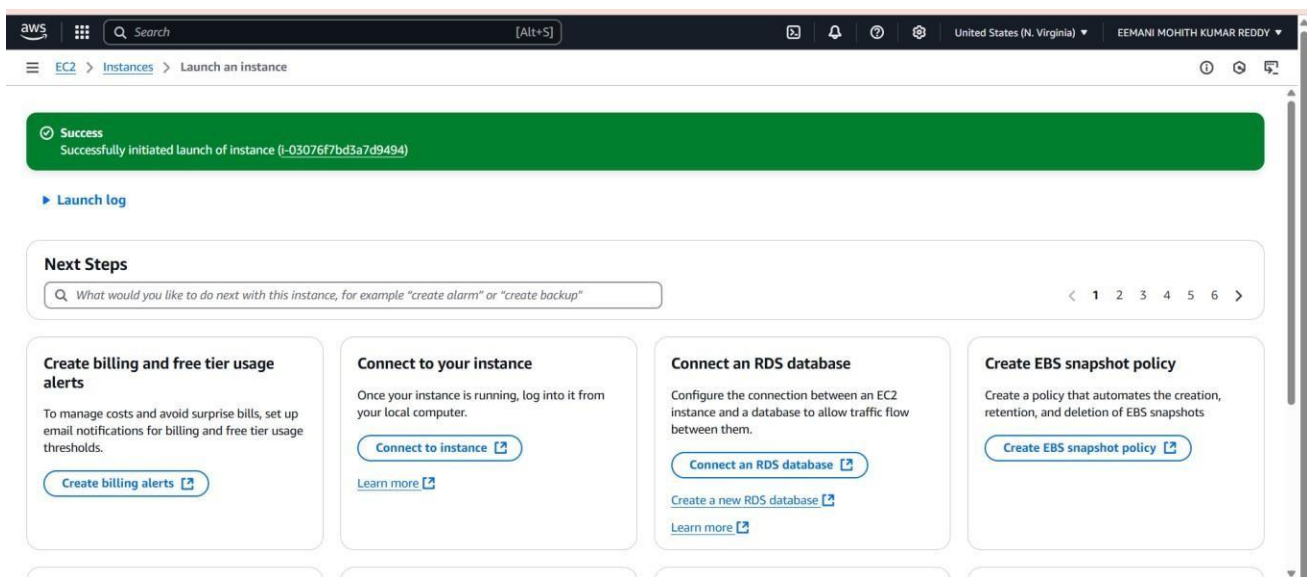 aws
Search [Alt+S]
United States (N. Virginia) EEMANI MOHITH KUMAR REDDY
EC2 > Instances > Launch an instance
Success
Successfully initiated launch of instance (i-03076f7bd3a7d9494)
Launch log
Next Steps
What would you like to do next with this instance, for example "create alarm" or "create backup"
< 1 2 3 4 5 6 >
Create billing and free tier usage
alerts
To manage costs and avoid surprise bills, set up
email notifications for billing and free tier usage
thresholds.
Create billing alerts
Connect to your instance
Once your instance is running, log into it from
your local computer.
Connect to instance
Learn more
Connect an RDS database
Configure the connection between an EC2
instance and a database to allow traffic flow
between them.
Connect an RDS database
Create a new RDS database
Learn more
Create EBS snapshot policy
Create a policy that automates the creation,
retention, and deletion of EBS snapshots
Create EBS snapshot policy